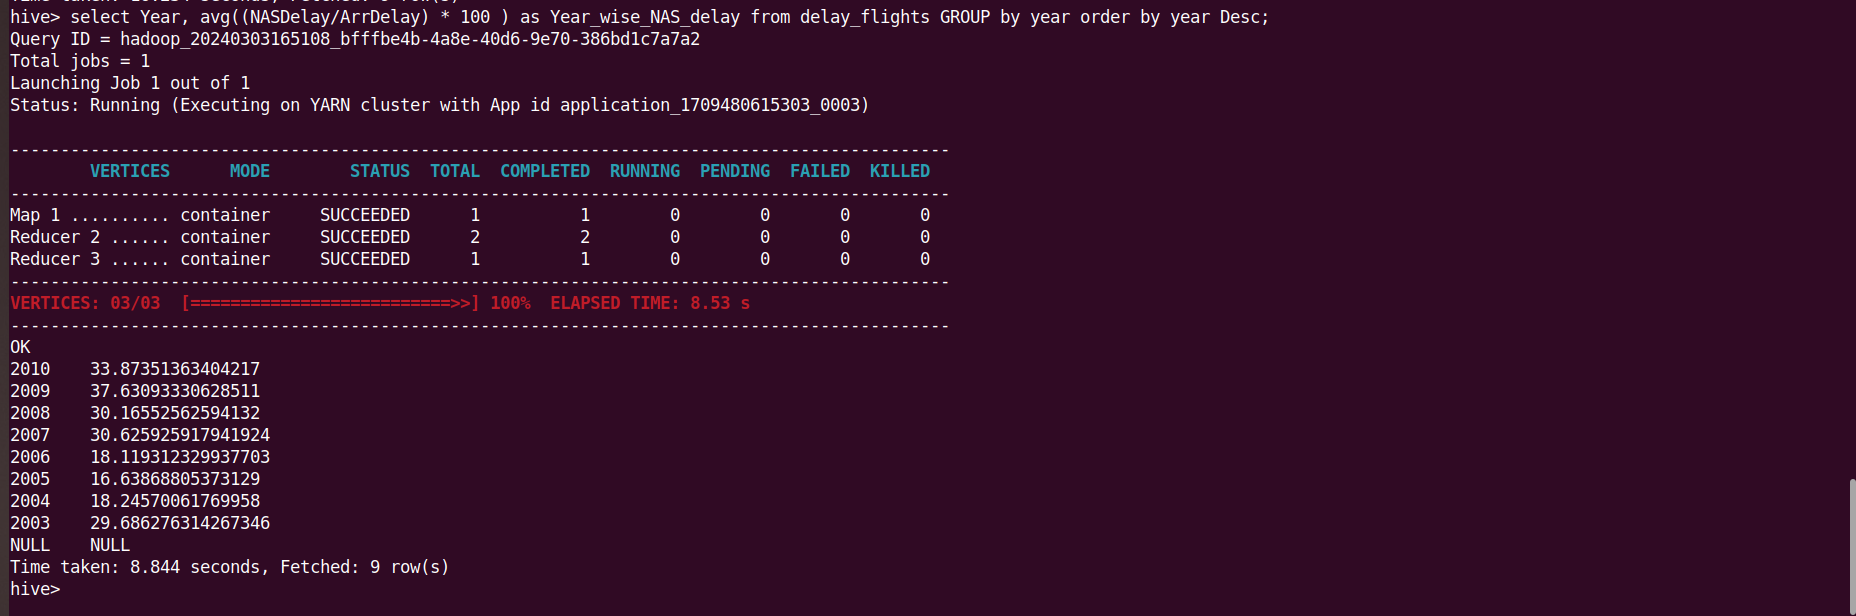 hive> select Year, avg((NASDelay/ArrDelay) * 100 ) as Year_wise_NAS_delay from delay_flights GROUP by year order by year Desc;
Query ID = hadoop_20240303165108_bfffbe4b-4a8e-40d6-9e70-386bd1c7a7a2
Total jobs = 1
Launching Job 1 out of 1
Status: Running (Executing on YARN cluster with App id application_1709480615303_0003)

----------------------------------------------------------------------------------------------
        VERTICES      MODE        STATUS  TOTAL  COMPLETED  RUNNING  PENDING  FAILED  KILLED
----------------------------------------------------------------------------------------------
Map 1 .......... container     SUCCEEDED      1          1        0        0       0       0
Reducer 2 ...... container     SUCCEEDED      2          2        0        0       0       0
Reducer 3 ...... container     SUCCEEDED      1          1        0        0       0       0
----------------------------------------------------------------------------------------------
VERTICES: 03/03  [==========================>>] 100%  ELAPSED TIME: 8.53 s
----------------------------------------------------------------------------------------------
OK
2010    33.87351363404217
2009    37.63093330628511
2008    30.16552562594132
2007    30.625925917941924
2006    18.119312329937703
2005    16.63868805373129
2004    18.24570061769958
2003    29.686276314267346
NULL    NULL
Time taken: 8.844 seconds, Fetched: 9 row(s)
hive>